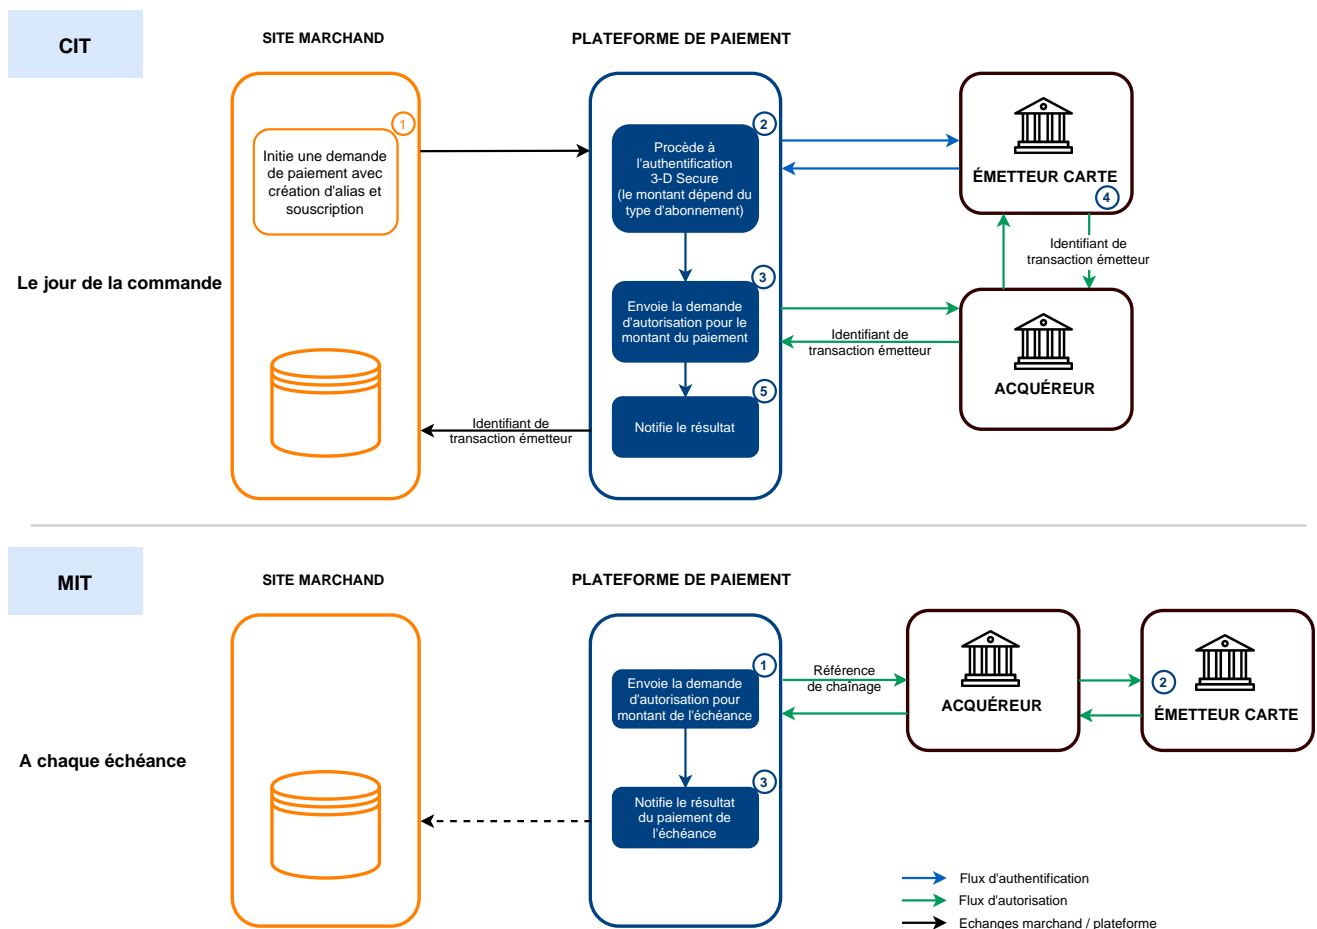 CIT
SITE MARCHAND
PLATEFORME DE PAIEMENT
1
Initie une demande
de paiement avec
création d'alias et
souscription
2
Procède à
l'authentification
3-D Secure
(le montant dépend du
type d'abonnement)
ÉMETTEUR CARTE
4
Identifiant de
transaction émetteur
Le jour de la commande
3
Envoie la demande
d'autorisation pour le
montant du paiement
Identifiant de
transaction émetteur
ACQUÉREUR
5
Notifie le résultat
Identifiant de
transaction émetteur
MIT
SITE MARCHAND
PLATEFORME DE PAIEMENT
1
Envoie la demande
d'autorisation pour
montant de l'échéance
Référence
de chaînage
ACQUÉREUR
2
ÉMETTEUR CARTE
A chaque échéance
3
Notifie le résultat
du paiement de
l'échéance
Flux d'authentification
Flux d'autorisation
Echanges marchand / plateforme